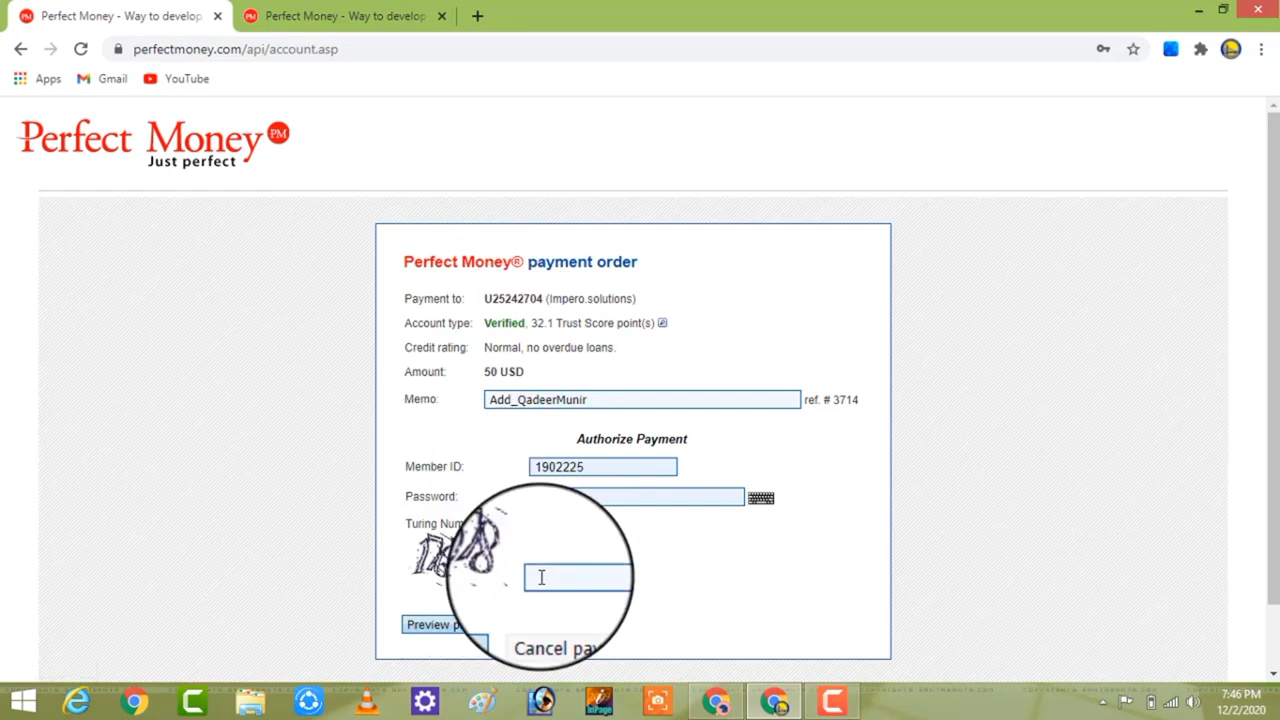 Perfect Money - Way to develop
Perfect Money - Way to develop
perfectmoney.com/api/account.asp
Apps Gmail YouTube
Perfect Money PM
Just perfect
Perfect Money® payment order
Payment to: U25242704 (Impero.solutions)
Account type: Verified, 32.1 Trust Score point(s)
Credit rating: Normal, no overdue loans.
Amount: 50 USD
Memo: Add_QadeerMunir ref. # 3714
Authorize Payment
Member ID: 1902225
Password:
Turing
Preview
Cancel
7:46 PM
12/2/2020